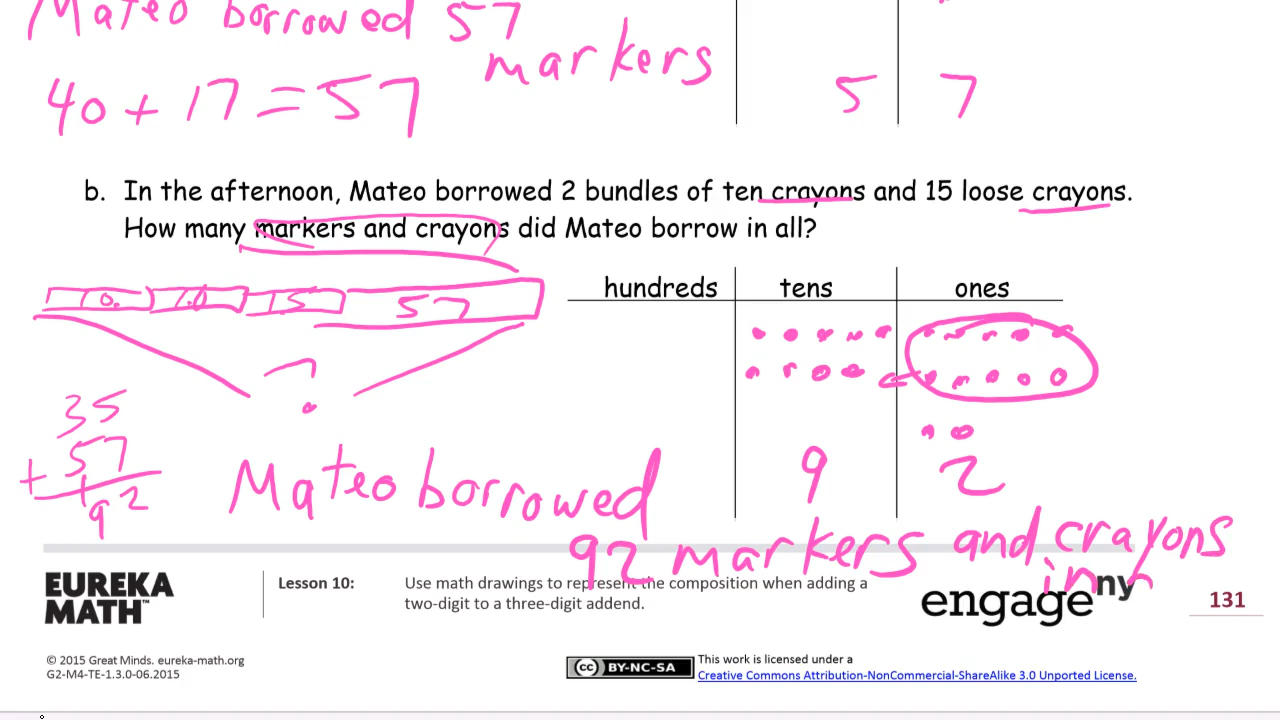 Mateo borrowed 57
markers
40 + 17 = 57
5 7
b. In the afternoon, Mateo borrowed 2 bundles of ten crayons and 15 loose crayons.
How many markers and crayons did Mateo borrow in all?
hundreds tens ones
10 10 15 57
?
35
+ 57
1
92
9 2
Mateo borrowed
92 markers and crayons
in
EUREKA
MATH™
Lesson 10:
Use math drawings to represent the composition when adding a
two-digit to a three-digit addend.
engageny
131
© 2015 Great Minds. eureka-math.org
G2-M4-TE-1.3.0-06.2015
cc BY-NC-SA
This work is licensed under a
Creative Commons Attribution-NonCommercial-ShareAlike 3.0 Unported License.